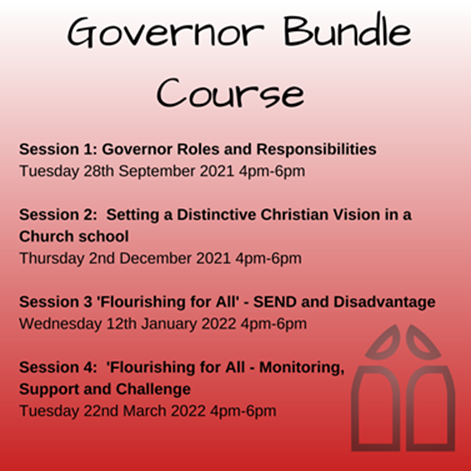 Governor Bundle
Course
Session 1: Governor Roles and Responsibilities
Tuesday 28th September 2021 4pm-6pm
Session 2:  Setting a Distinctive Christian Vision in a
Church school
Thursday 2nd December 2021 4pm-6pm
Session 3 'Flourishing for All' - SEND and Disadvantage
Wednesday 12th January 2022 4pm-6pm
Session 4:  'Flourishing for All - Monitoring,
Support and Challenge
Tuesday 22nd March 2022 4pm-6pm